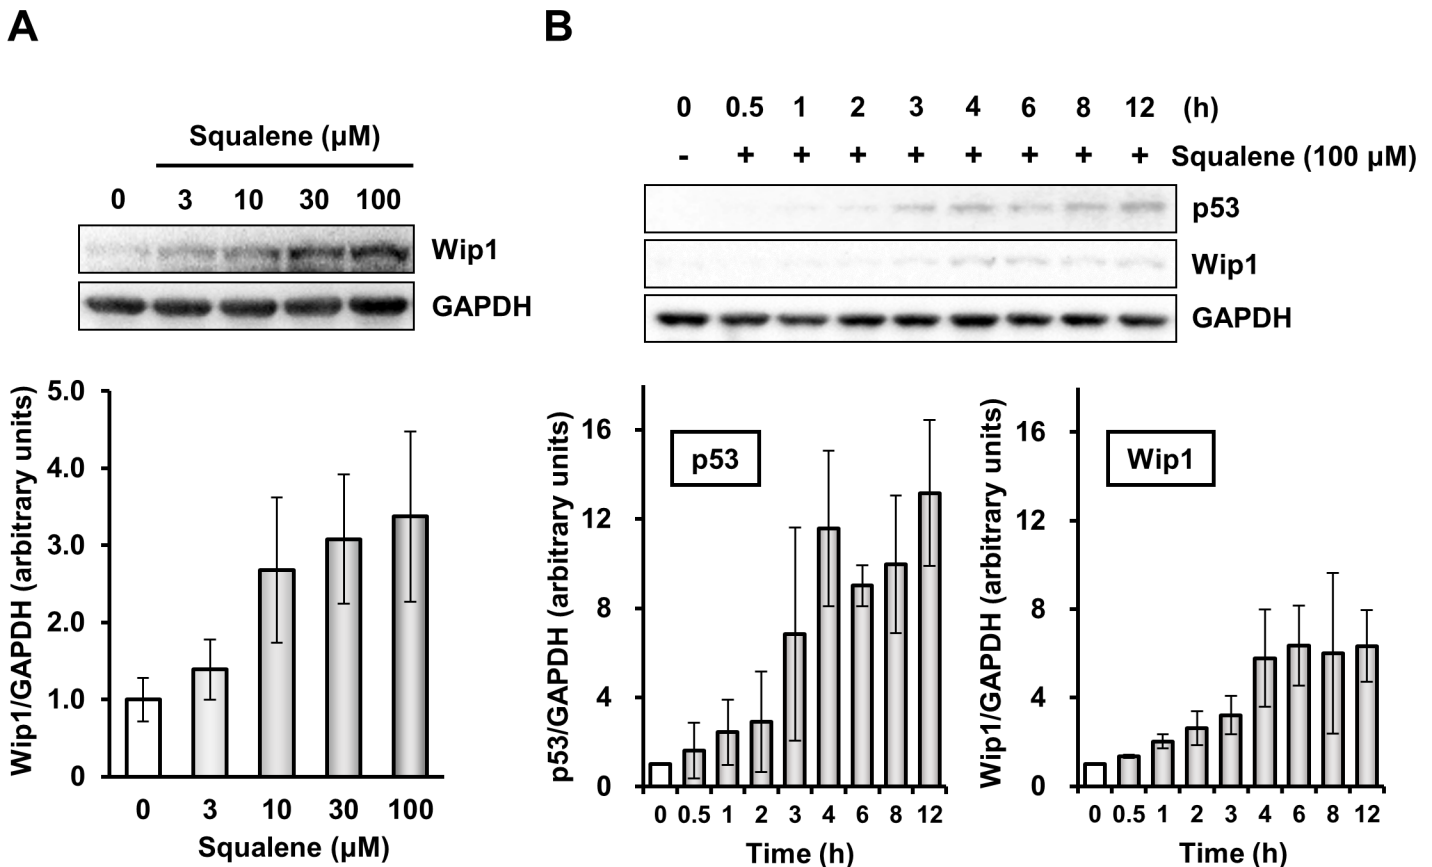 A
Squalene (µM)
0 3 10 30 100
Wip1
GAPDH
5.0
4.0
3.0
2.0
1.0
0
Wip1/GAPDH (arbitrary units)
0 3 10 30 100
Squalene (µM)
B
0 0.5 1 2 3 4 6 8 12 (h)
- + + + + + + + + Squalene (100 µM)
p53
Wip1
GAPDH
p53
16
12
8
4
0
p53/GAPDH (arbitrary units)
0 0.5 1 2 3 4 6 8 12
Time (h)
Wip1
16
12
8
4
0
Wip1/GAPDH (arbitrary units)
0 0.5 1 2 3 4 6 8 12
Time (h)